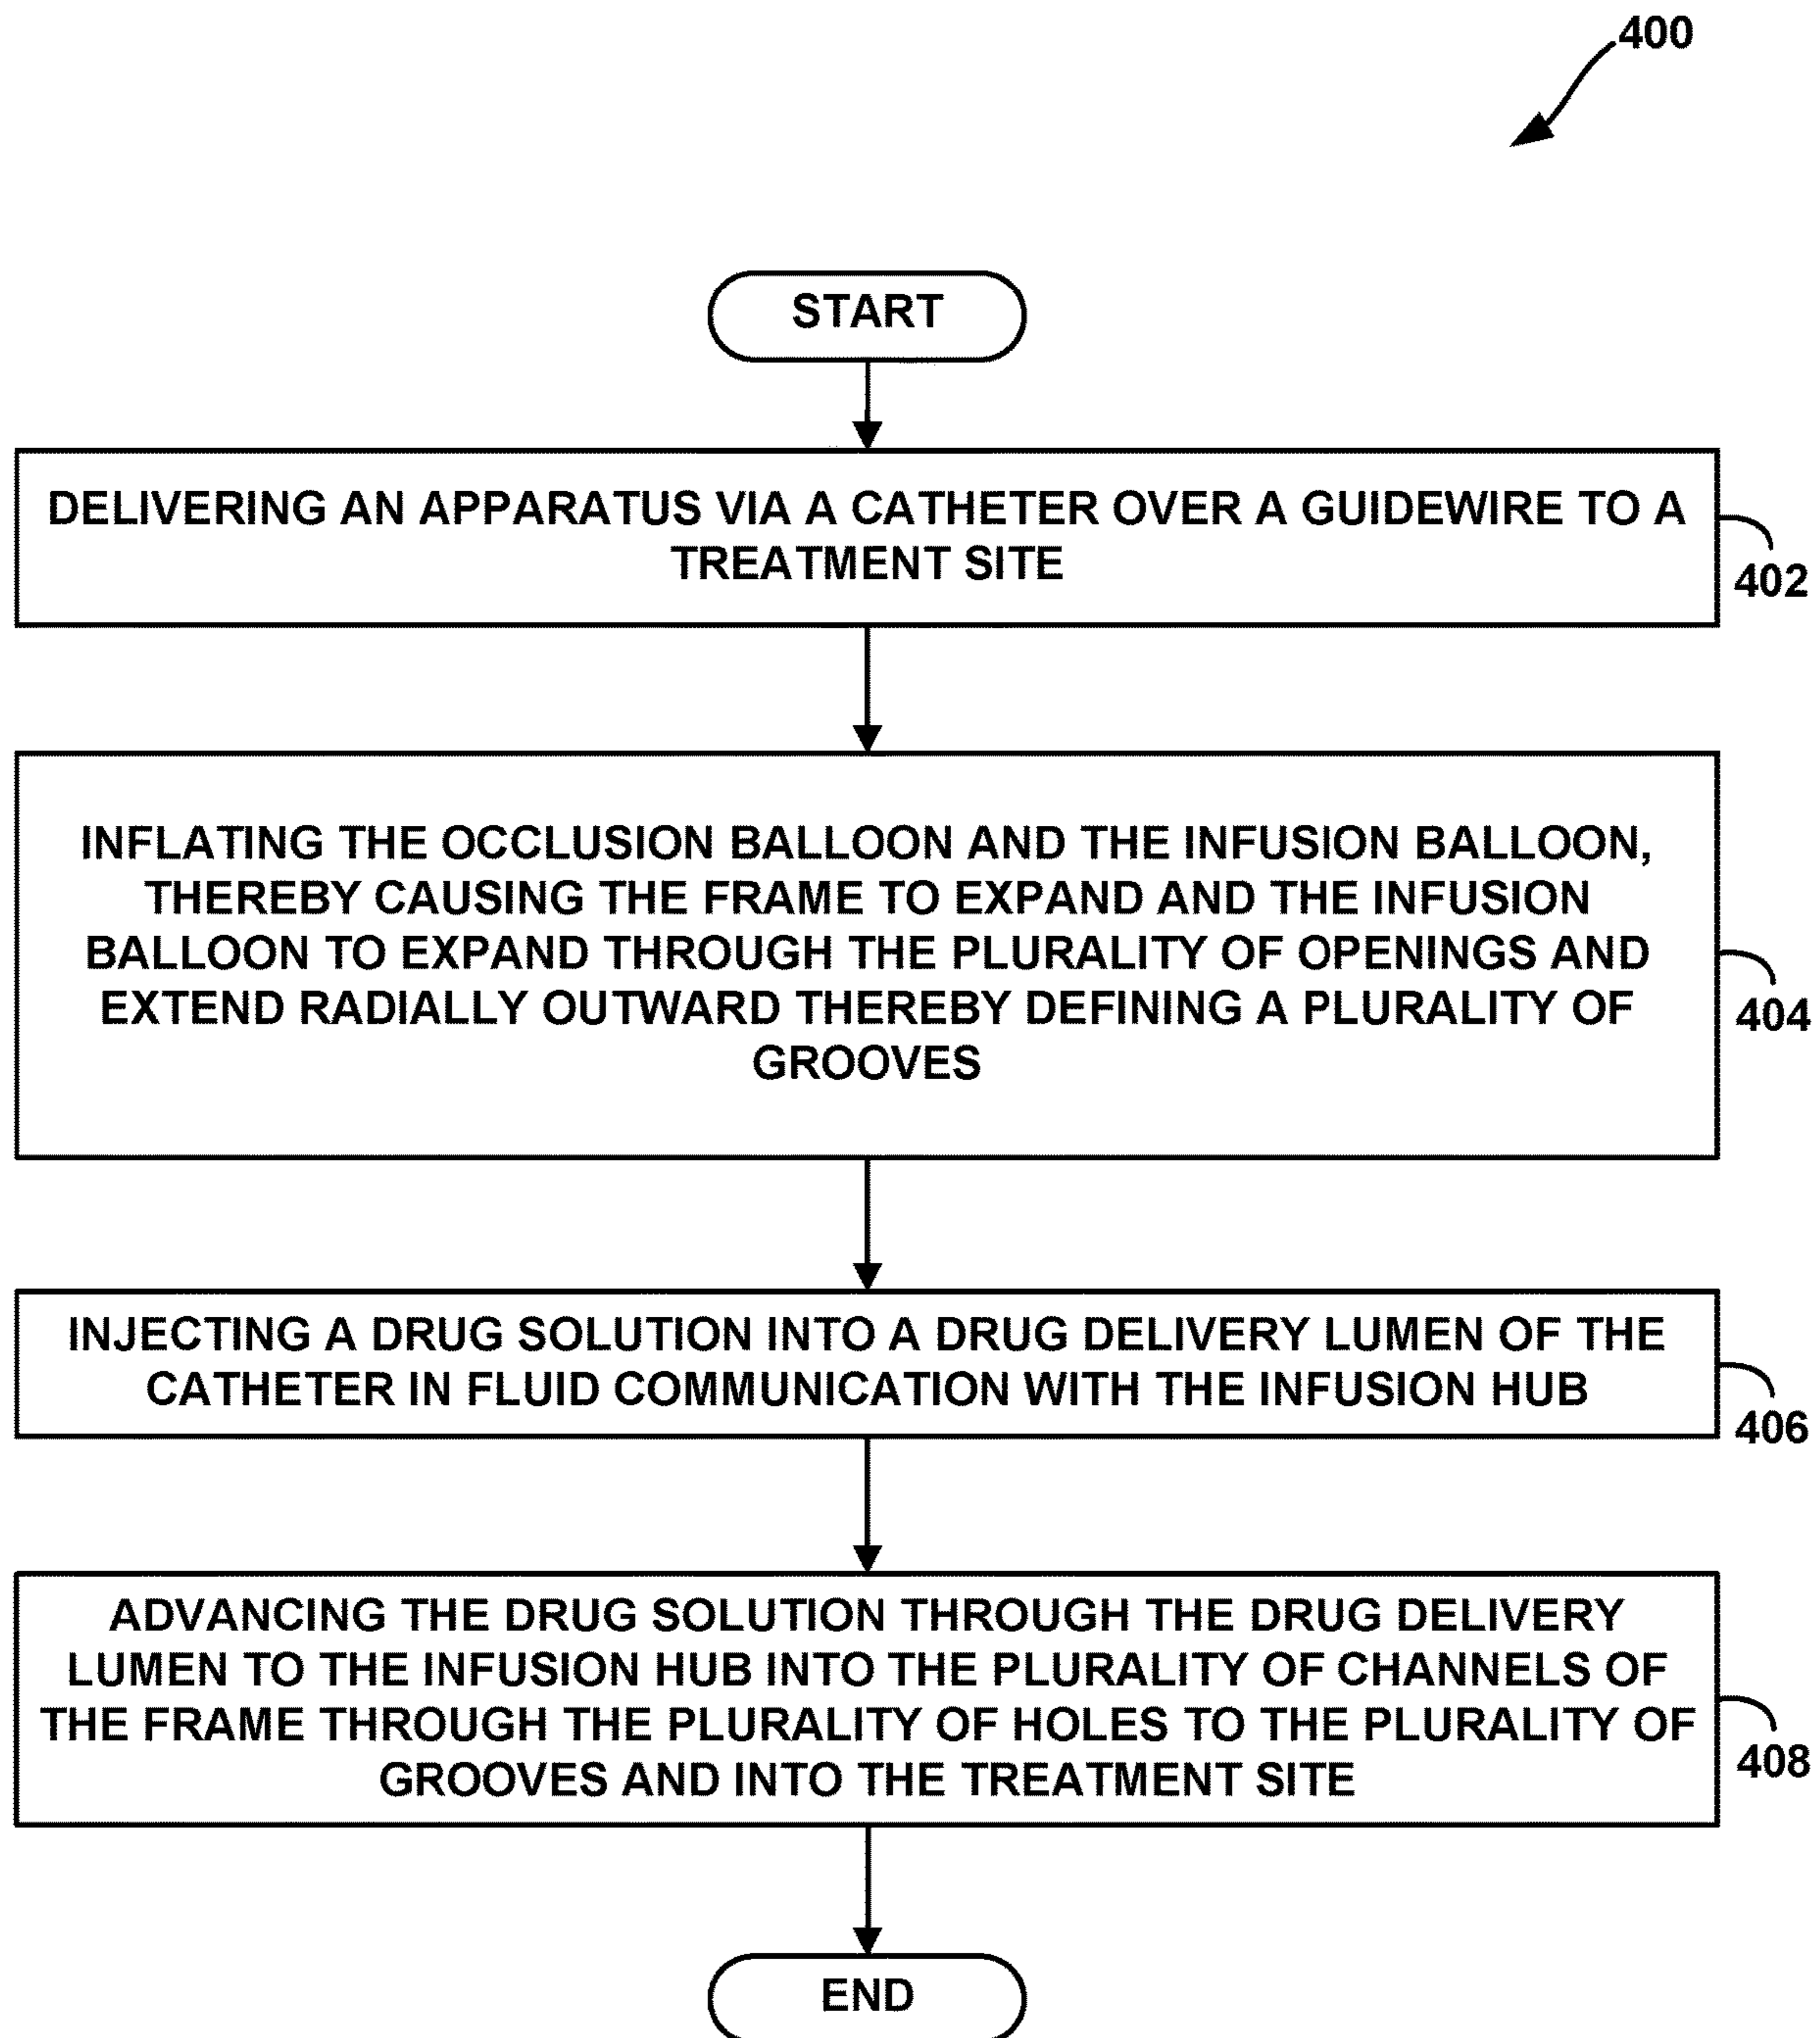 400
START
DELIVERING AN APPARATUS VIA A CATHETER OVER A GUIDEWIRE TO A
TREATMENT SITE
402
INFLATING THE OCCLUSION BALLOON AND THE INFUSION BALLOON,
THEREBY CAUSING THE FRAME TO EXPAND AND THE INFUSION
BALLOON TO EXPAND THROUGH THE PLURALITY OF OPENINGS AND
EXTEND RADIALLY OUTWARD THEREBY DEFINING A PLURALITY OF
GROOVES
404
INJECTING A DRUG SOLUTION INTO A DRUG DELIVERY LUMEN OF THE
CATHETER IN FLUID COMMUNICATION WITH THE INFUSION HUB
406
ADVANCING THE DRUG SOLUTION THROUGH THE DRUG DELIVERY
LUMEN TO THE INFUSION HUB INTO THE PLURALITY OF CHANNELS OF
THE FRAME THROUGH THE PLURALITY OF HOLES TO THE PLURALITY OF
GROOVES AND INTO THE TREATMENT SITE
408
END